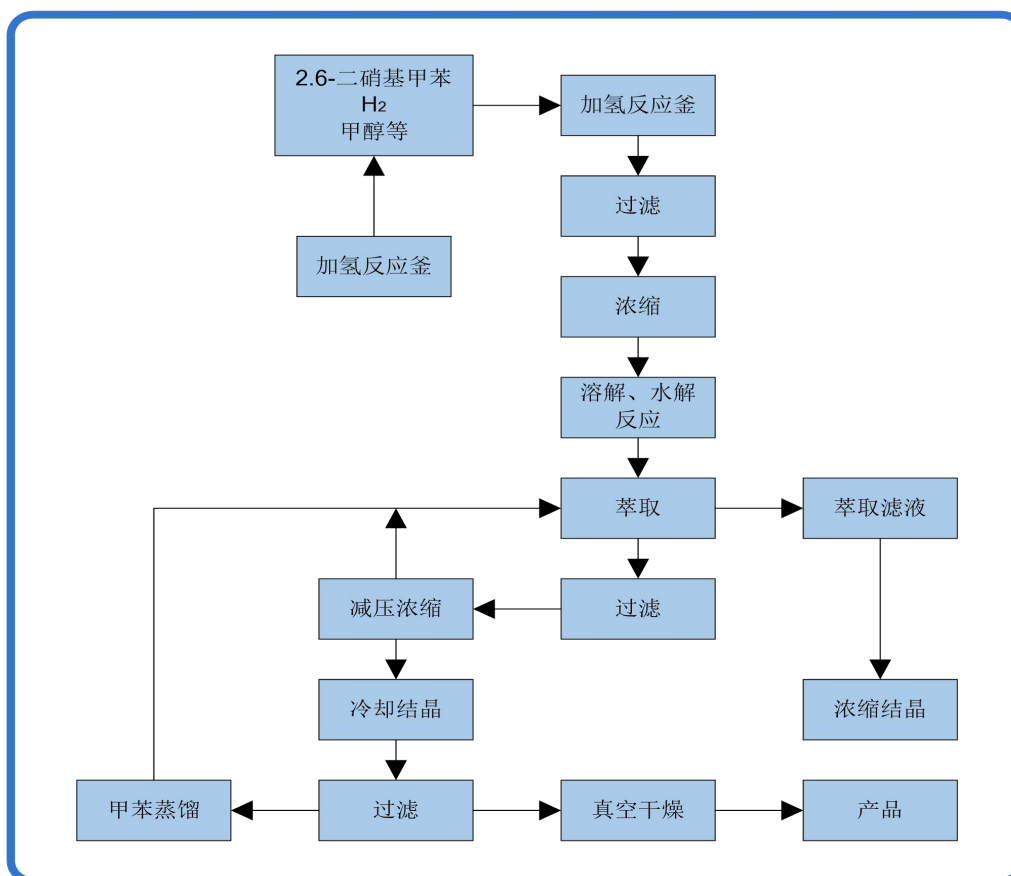 2.6-二硝基甲苯
H₂
甲醇等
加氢反应釜
过滤
加氢反应釜
浓缩
溶解、水解
反应
萃取
萃取滤液
减压浓缩
过滤
冷却结晶
浓缩结晶
甲苯蒸馏
过滤
真空干燥
产品